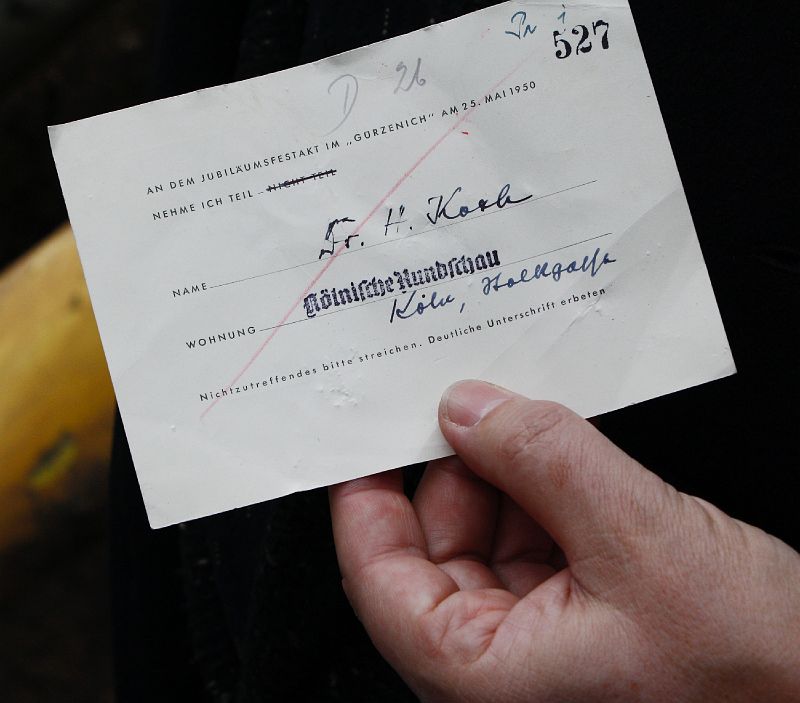 527
D 26
AN DEM JUBILÄUMSFESTAKT IM „GÜRZENICH" AM 25. MAI 1950
NEHME ICH TEIL – NICHT TEIL
NAME Dr. H. Koch
Kölnische Rundschau
WOHNUNG Köln, Stolkgasse
Nichtzutreffendes bitte streichen. Deutliche Unterschrift erbeten